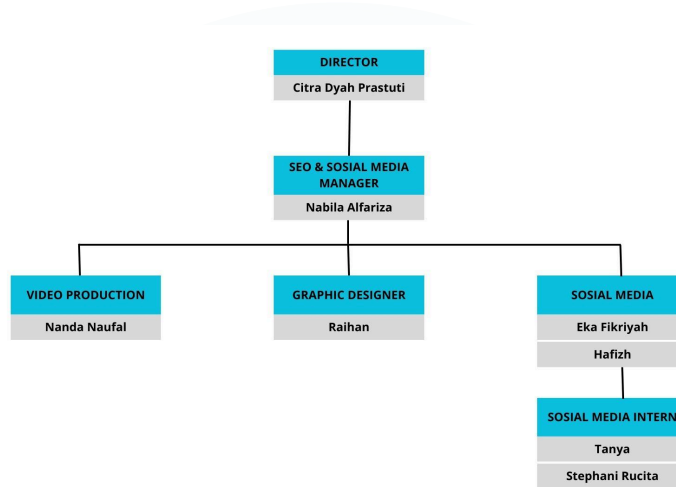 DIRECTOR
Citra Dyah Prastuti
SEO & SOSIAL MEDIA
MANAGER
Nabila Alfariza
VIDEO PRODUCTION
Nanda Naufal
GRAPHIC DESIGNER
Raihan
SOSIAL MEDIA
Eka Fikriyah
Hafizh
SOSIAL MEDIA INTERN
Tanya
Stephani Rucita